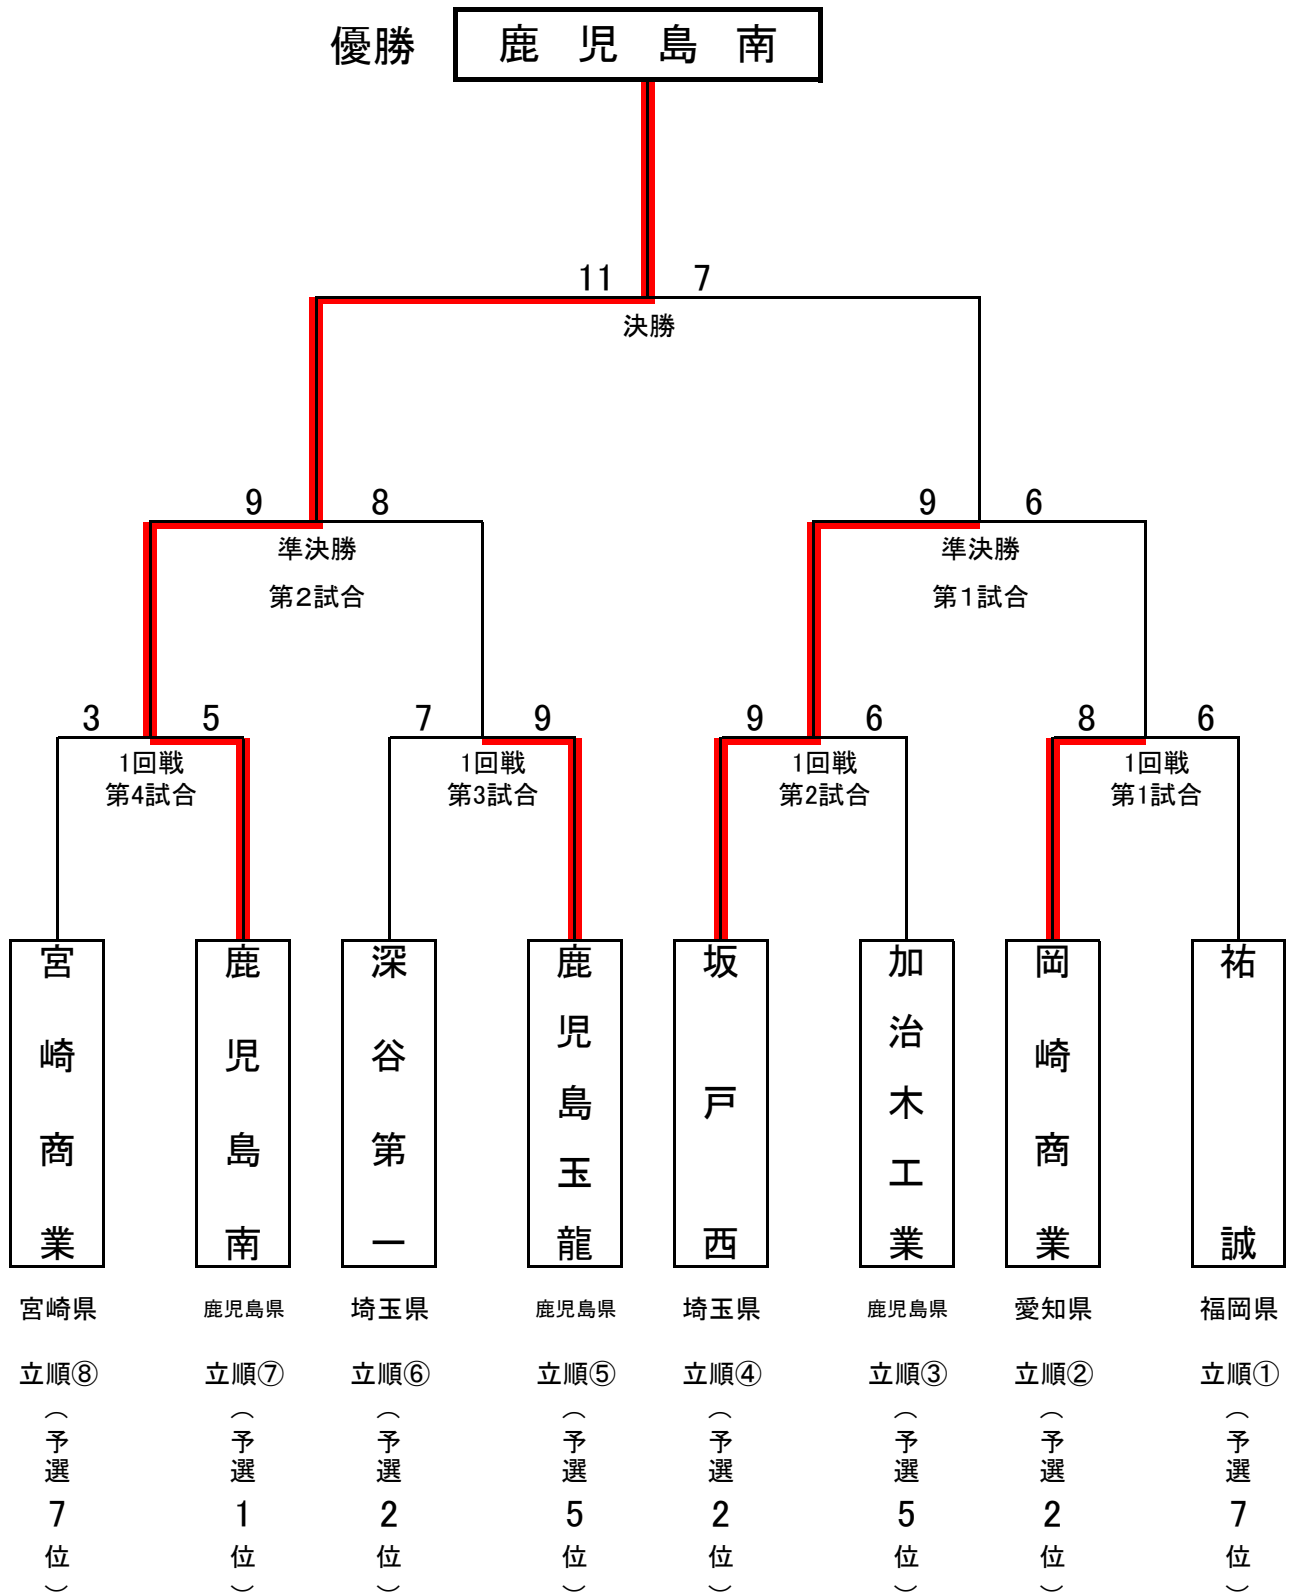 優勝 鹿児島南
11 7
決勝
9 8 9 6
準決勝 準決勝
第2試合 第1試合
3 5 7 9 9 6 8 6
1回戦 1回戦 1回戦 1回戦
第4試合 第3試合 第2試合 第1試合
宮崎商業
鹿児島南
深谷第一
鹿児島玉龍
坂戸西
加治木工業
岡崎商業
祐誠
宮崎県 鹿児島県 埼玉県 鹿児島県 埼玉県 鹿児島県 愛知県 福岡県
立順⑧ 立順⑦ 立順⑥ 立順⑤ 立順④ 立順③ 立順② 立順①
(予選7位)
(予選1位)
(予選2位)
(予選5位)
(予選2位)
(予選5位)
(予選2位)
(予選7位)